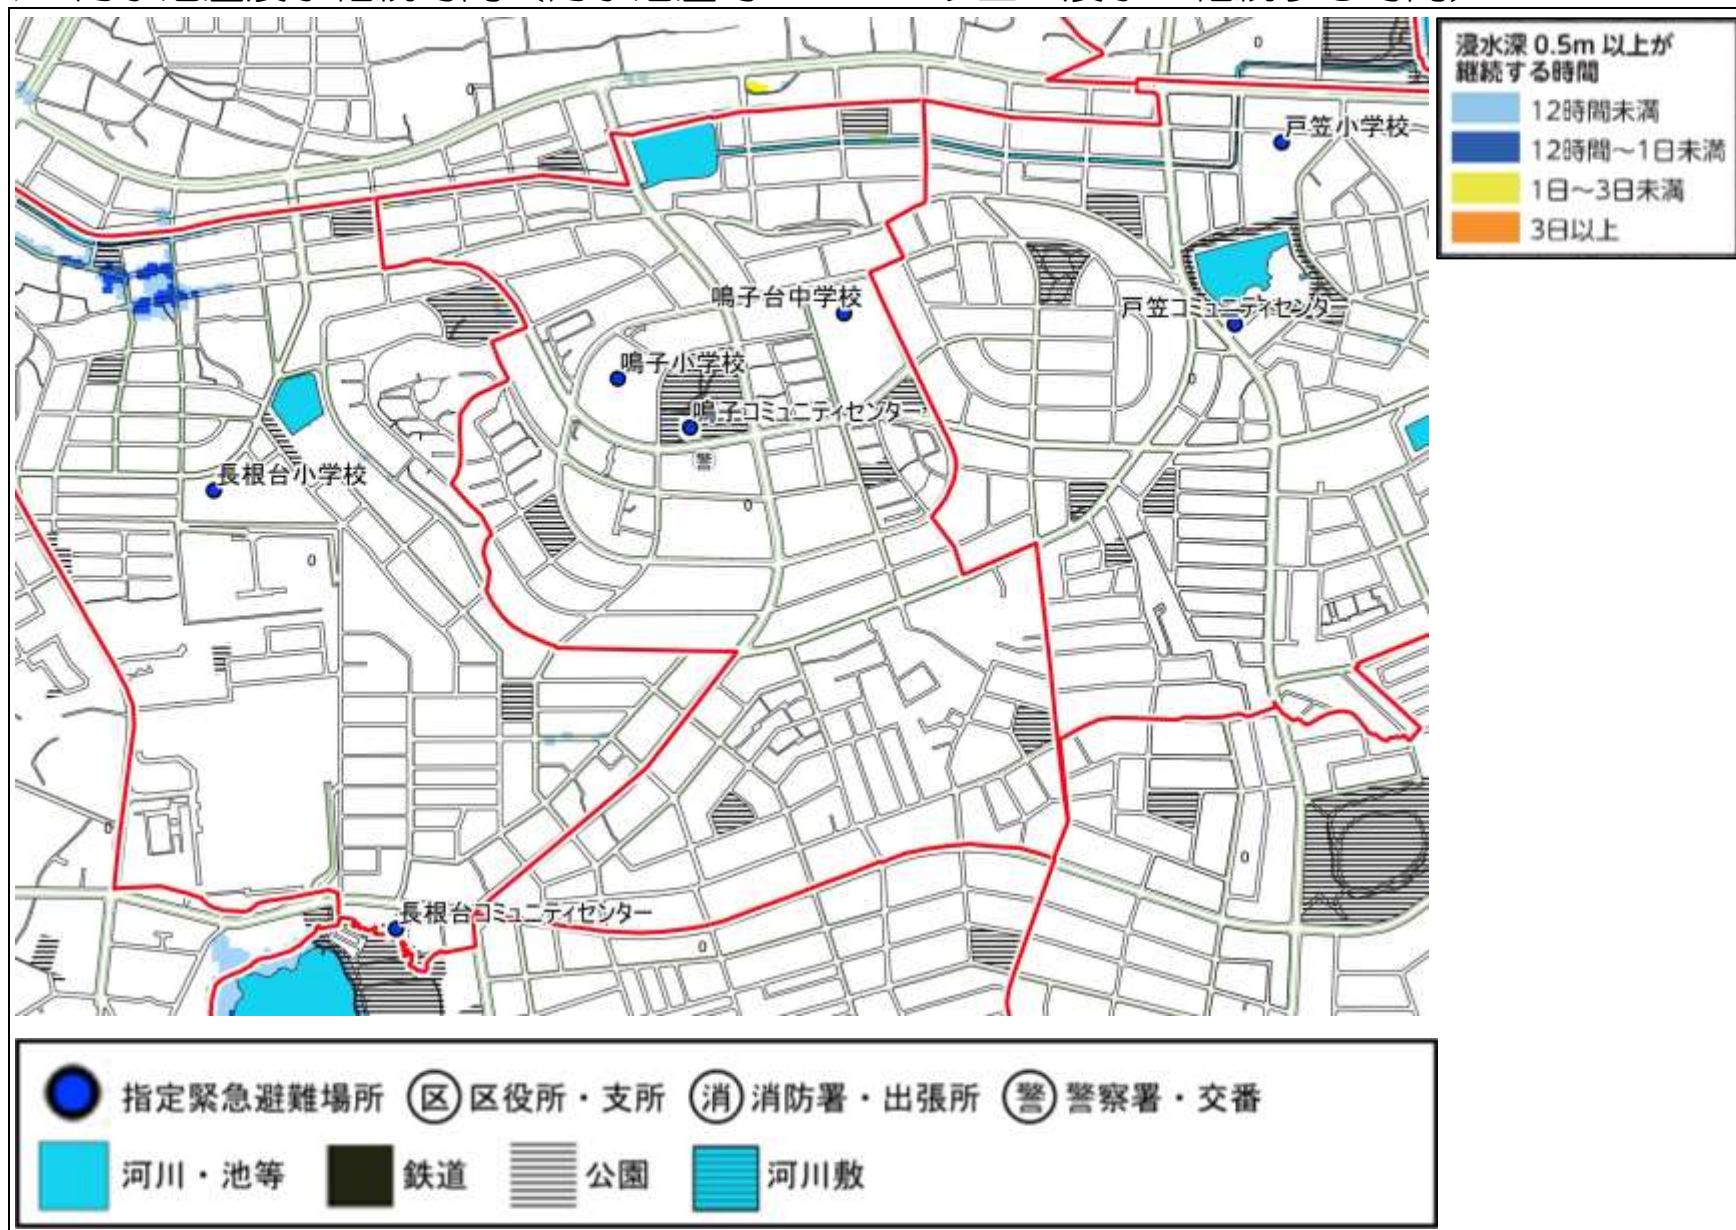 浸水深 0.5m 以上が
継続する時間
12時間未満
12時間～1日未満
1日～3日未満
3日以上
戸笠小学校
鳴子台中学校
戸笠コミュニティセンター
鳴子小学校
鳴子コミュニティセンター
警
長根台小学校
長根台コミュニティセンター
指定緊急避難場所 区 区役所・支所 消 消防署・出張所 警 警察署・交番
河川・池等 鉄道 公園 河川敷